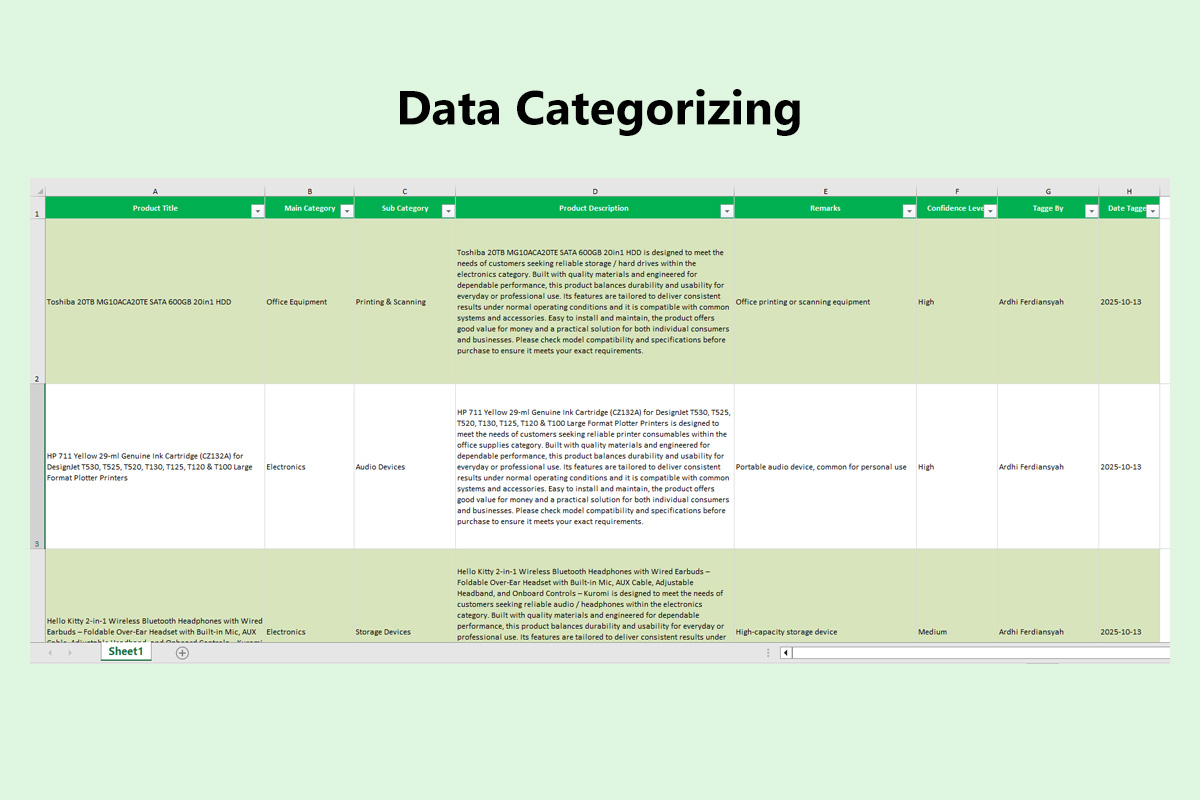 Data Categorizing
A B C D E F G H
1 Product Title Main Category Sub Category Product Description Remarks Confidence Leve Tagge By Date Tagge
Toshiba 20TB MG10ACA20TE SATA 600GB 20in1 HDD
Office Equipment
Printing & Scanning
Toshiba 20TB MG10ACA20TE SATA 600GB 20in1 HDD is designed to meet the
needs of customers seeking reliable storage / hard drives within the
electronics category. Built with quality materials and engineered for
dependable performance, this product balances durability and usability for
everyday or professional use. Its features are tailored to deliver consistent
results under normal operating conditions and it is compatible with common
systems and accessories. Easy to install and maintain, the product offers
good value for money and a practical solution for both individual consumers
and businesses. Please check model compatibility and specifications before
purchase to ensure it meets your exact requirements.
Office printing or scanning equipment
High
Ardhi Ferdiansyah
2025-10-13
2
HP 711 Yellow 29-ml Genuine Ink Cartridge (CZ132A) for
DesignJet T530, T525, T520, T130, T125, T120 & T100 Large
Format Plotter Printers
Electronics
Audio Devices
HP 711 Yellow 29-ml Genuine Ink Cartridge (CZ132A) for DesignJet T530, T525,
T520, T130, T125, T120 & T100 Large Format Plotter Printers is designed to
meet the needs of customers seeking reliable printer consumables within the
office supplies category. Built with quality materials and engineered for
dependable performance, this product balances durability and usability for
everyday or professional use. Its features are tailored to deliver consistent
results under normal operating conditions and it is compatible with common
systems and accessories. Easy to install and maintain, the product offers
good value for money and a practical solution for both individual consumers
and businesses. Please check model compatibility and specifications before
purchase to ensure it meets your exact requirements.
Portable audio device, common for personal use
High
Ardhi Ferdiansyah
2025-10-13
3
Hello Kitty 2-in-1 Wireless Bluetooth Headphones with Wired
Earbuds – Foldable Over-Ear Headset with Built-in Mic, AUX
Electronics
Storage Devices
Hello Kitty 2-in-1 Wireless Bluetooth Headphones with Wired Earbuds –
Foldable Over-Ear Headset with Built-in Mic, AUX Cable, Adjustable
Headband, and Onboard Controls – Kuromi is designed to meet the needs of
customers seeking reliable audio / headphones within the electronics
category. Built with quality materials and engineered for dependable
performance, this product balances durability and usability for everyday or
professional use. Its features are tailored to deliver consistent results under
High-capacity storage device
Medium
Ardhi Ferdiansyah
2025-10-13
Sheet1